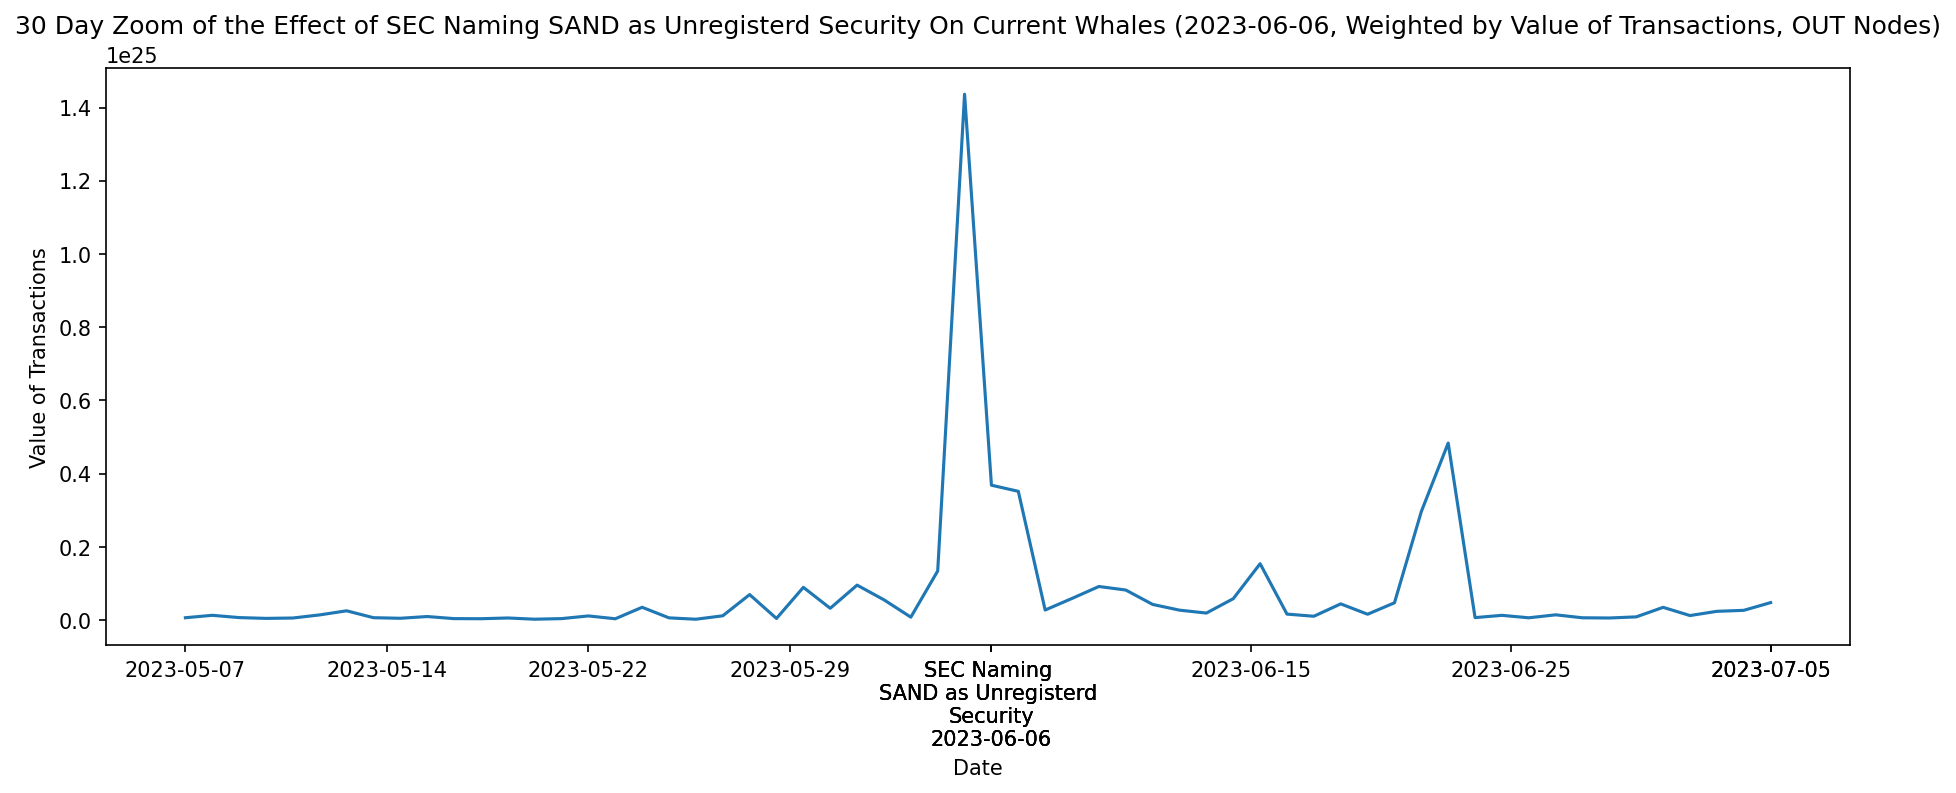 30 Day Zoom of the Effect of SEC Naming SAND as Unregisterd Security On Current Whales (2023-06-06, Weighted by Value of Transactions, OUT Nodes)
1e25
1.4
1.2
1.0
0.8
0.6
0.4
0.2
0.0
Value of Transactions
2023-05-07
2023-05-14
2023-05-22
2023-05-29
SEC Naming
SAND as Unregisterd
Security
2023-06-06
2023-06-15
2023-06-25
2023-07-05
Date